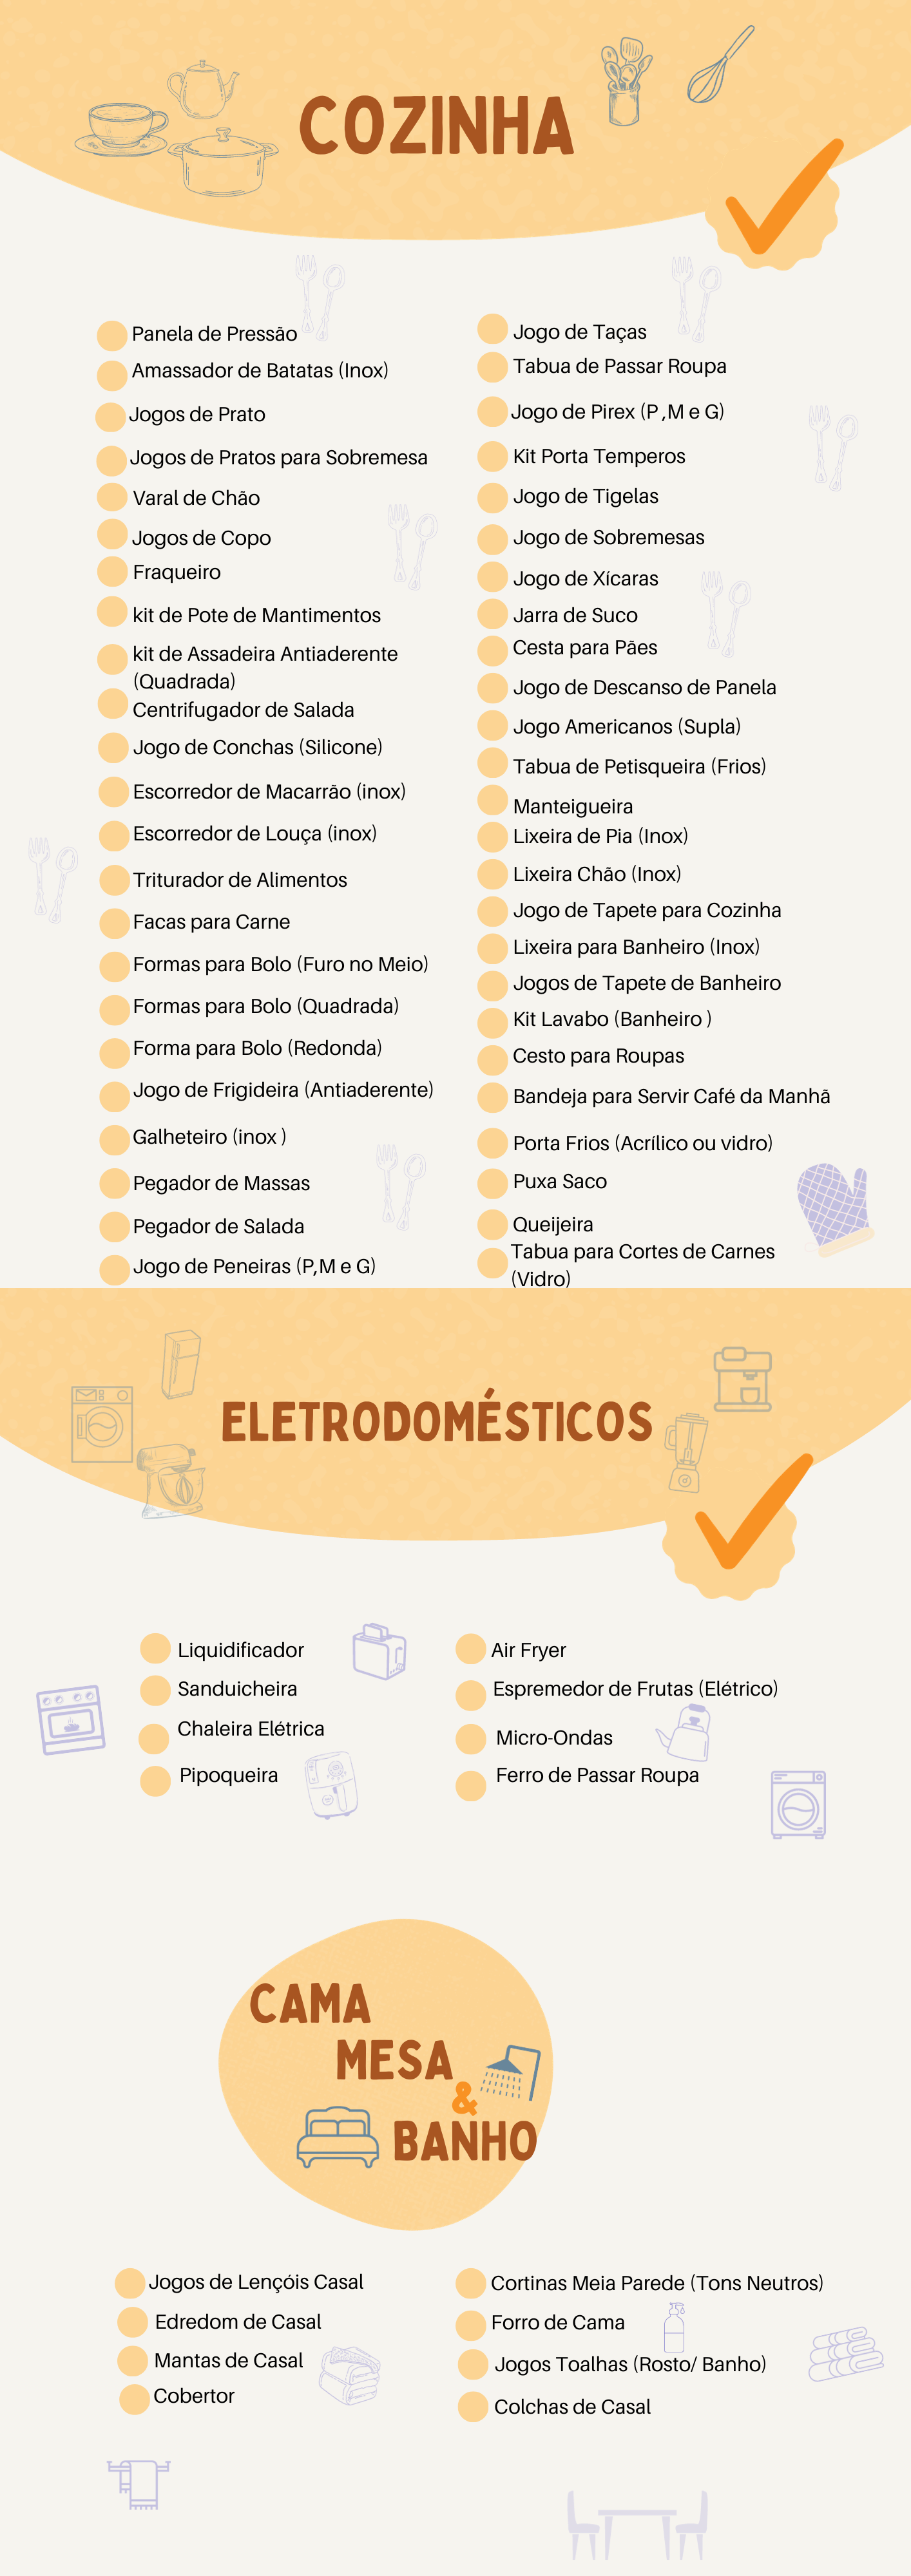 COZINHA
Panela de Pressão
Amassador de Batatas (Inox)
Jogos de Prato
Jogos de Pratos para Sobremesa
Varal de Chão
Jogos de Copo
Fraqueiro
kit de Pote de Mantimentos
kit de Assadeira Antiaderente
(Quadrada)
Centrifugador de Salada
Jogo de Conchas (Silicone)
Escorredor de Macarrão (inox)
Escorredor de Louça (inox)
Triturador de Alimentos
Facas para Carne
Formas para Bolo (Furo no Meio)
Formas para Bolo (Quadrada)
Forma para Bolo (Redonda)
Jogo de Frigideira (Antiaderente)
Galheteiro (inox )
Pegador de Massas
Pegador de Salada
Jogo de Peneiras (P,M e G)
Jogo de Taças
Tabua de Passar Roupa
Jogo de Pirex (P ,M e G)
Kit Porta Temperos
Jogo de Tigelas
Jogo de Sobremesas
Jogo de Xícaras
Jarra de Suco
Cesta para Pães
Jogo de Descanso de Panela
Jogo Americanos (Supla)
Tabua de Petisqueira (Frios)
Manteigueira
Lixeira de Pia (Inox)
Lixeira Chão (Inox)
Jogo de Tapete para Cozinha
Lixeira para Banheiro (Inox)
Jogos de Tapete de Banheiro
Kit Lavabo (Banheiro )
Cesto para Roupas
Bandeja para Servir Café da Manhã
Porta Frios (Acrílico ou vidro)
Puxa Saco
Queijeira
Tabua para Cortes de Carnes
(Vidro)
ELETRODOMÉSTICOS
Liquidificador
Sanduicheira
Chaleira Elétrica
Pipoqueira
Air Fryer
Espremedor de Frutas (Elétrico)
Micro-Ondas
Ferro de Passar Roupa
CAMA
MESA
&
BANHO
Jogos de Lençóis Casal
Edredom de Casal
Mantas de Casal
Cobertor
Cortinas Meia Parede (Tons Neutros)
Forro de Cama
Jogos Toalhas (Rosto/ Banho)
Colchas de Casal